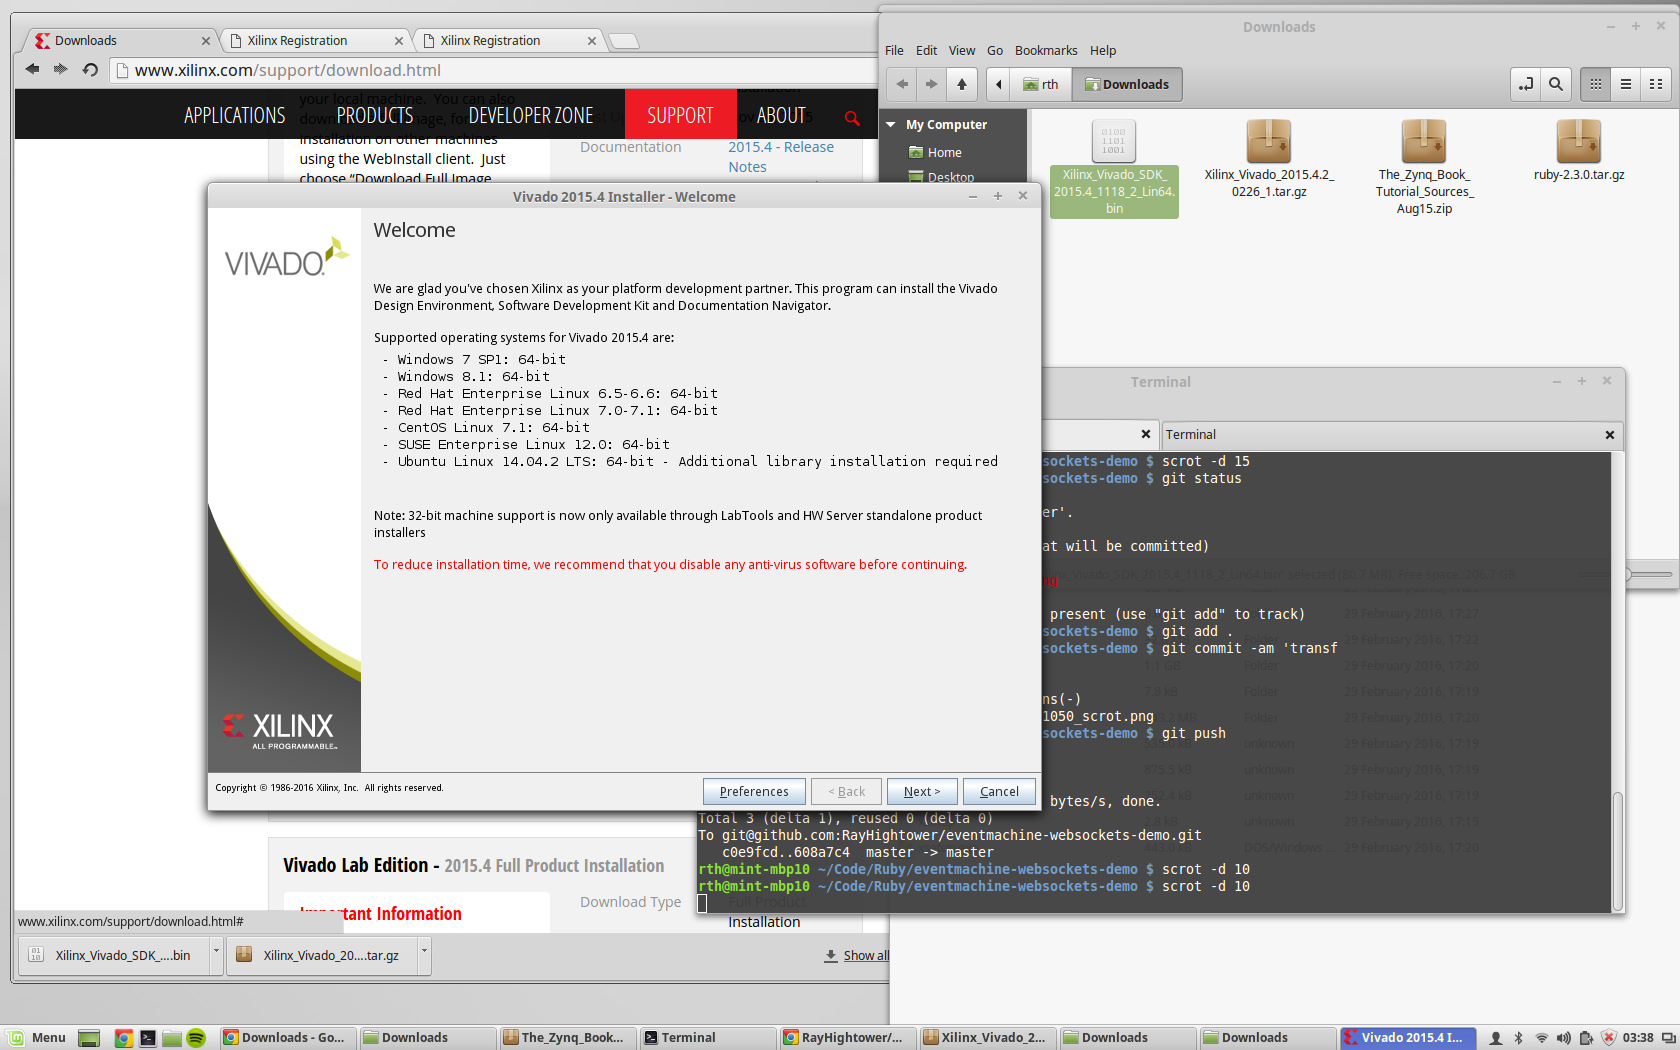 Downloads
Xilinx Registration
Xilinx Registration
www.xilinx.com/support/download.html
your local machine. You can also
APPLICATIONS PRODUCTS DEVELOPER ZONE SUPPORT ABOUT
installation on other machines
using the WebInstall client. Just
choose "Download Full Image
Documentation
2015.4 - Release
Notes
Downloads
File Edit View Go Bookmarks Help
rth
Downloads
My Computer
Home
Desktop
Xilinx_Vivado_SDK_
2015.4_1118_2_Lin64.
bin
Xilinx_Vivado_2015.4.2_
0226_1.tar.gz
The_Zynq_Book_
Tutorial_Sources_
Aug15.zip
ruby-2.3.0.tar.gz
Vivado 2015.4 Installer - Welcome
VIVADO.
Welcome
We are glad you've chosen Xilinx as your platform development partner. This program can install the Vivado
Design Environment, Software Development Kit and Documentation Navigator.
Supported operating systems for Vivado 2015.4 are:
- Windows 7 SP1: 64-bit
- Windows 8.1: 64-bit
- Red Hat Enterprise Linux 6.5-6.6: 64-bit
- Red Hat Enterprise Linux 7.0-7.1: 64-bit
- CentOS Linux 7.1: 64-bit
- SUSE Enterprise Linux 12.0: 64-bit
- Ubuntu Linux 14.04.2 LTS: 64-bit - Additional library installation required
Note: 32-bit machine support is now only available through LabTools and HW Server standalone product
installers
To reduce installation time, we recommend that you disable any anti-virus software before continuing.
XILINX
ALL PROGRAMMABLE™
Copyright © 1986-2016 Xilinx, Inc. All rights reserved.
Preferences
< Back
Next >
Cancel
Terminal
Terminal
sockets-demo $ scrot -d 15
sockets-demo $ git status
er'.
at will be committed)
ng
present (use "git add" to track)
sockets-demo $ git add .
sockets-demo $ git commit -am 'transf
ns(-)
1050_scrot.png
sockets-demo $ git push
bytes/s, done.
Total 3 (delta 1), reused 0 (delta 0)
To git@github.com:RayHightower/eventmachine-websockets-demo.git
c0e9fcd..608a7c4 master -> master
rth@mint-mbp10 ~/Code/Ruby/eventmachine-websockets-demo $ scrot -d 10
rth@mint-mbp10 ~/Code/Ruby/eventmachine-websockets-demo $ scrot -d 10
Vivado Lab Edition - 2015.4 Full Product Installation
Important Information
Download Type
Full Product
Installation
www.xilinx.com/support/download.html#
Xilinx_Vivado_SDK_....bin
Xilinx_Vivado_20....tar.gz
Show all
Menu
Downloads - Go...
Downloads
The_Zynq_Book...
Terminal
RayHightower/...
Xilinx_Vivado_2...
Downloads
Downloads
Vivado 2015.4 I...
03:38